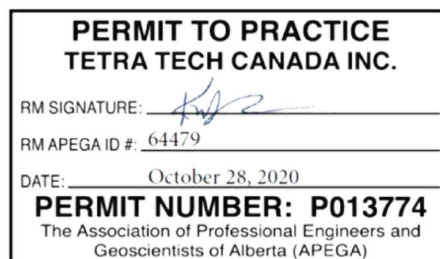 PERMIT TO PRACTICE
TETRA TECH CANADA INC.
RM SIGNATURE:
RM APEGA ID #: 64479
DATE: October 28, 2020
PERMIT NUMBER: P013774
The Association of Professional Engineers and
Geoscientists of Alberta (APEGA)